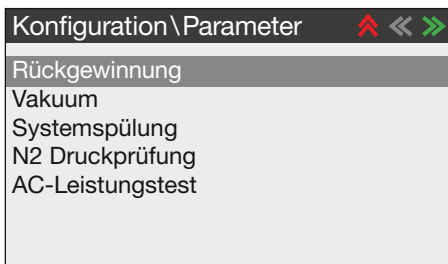 Konfiguration\Parameter
Rückgewinnung
Vakuum
Systemspülung
N2 Druckprüfung
AC-Leistungstest